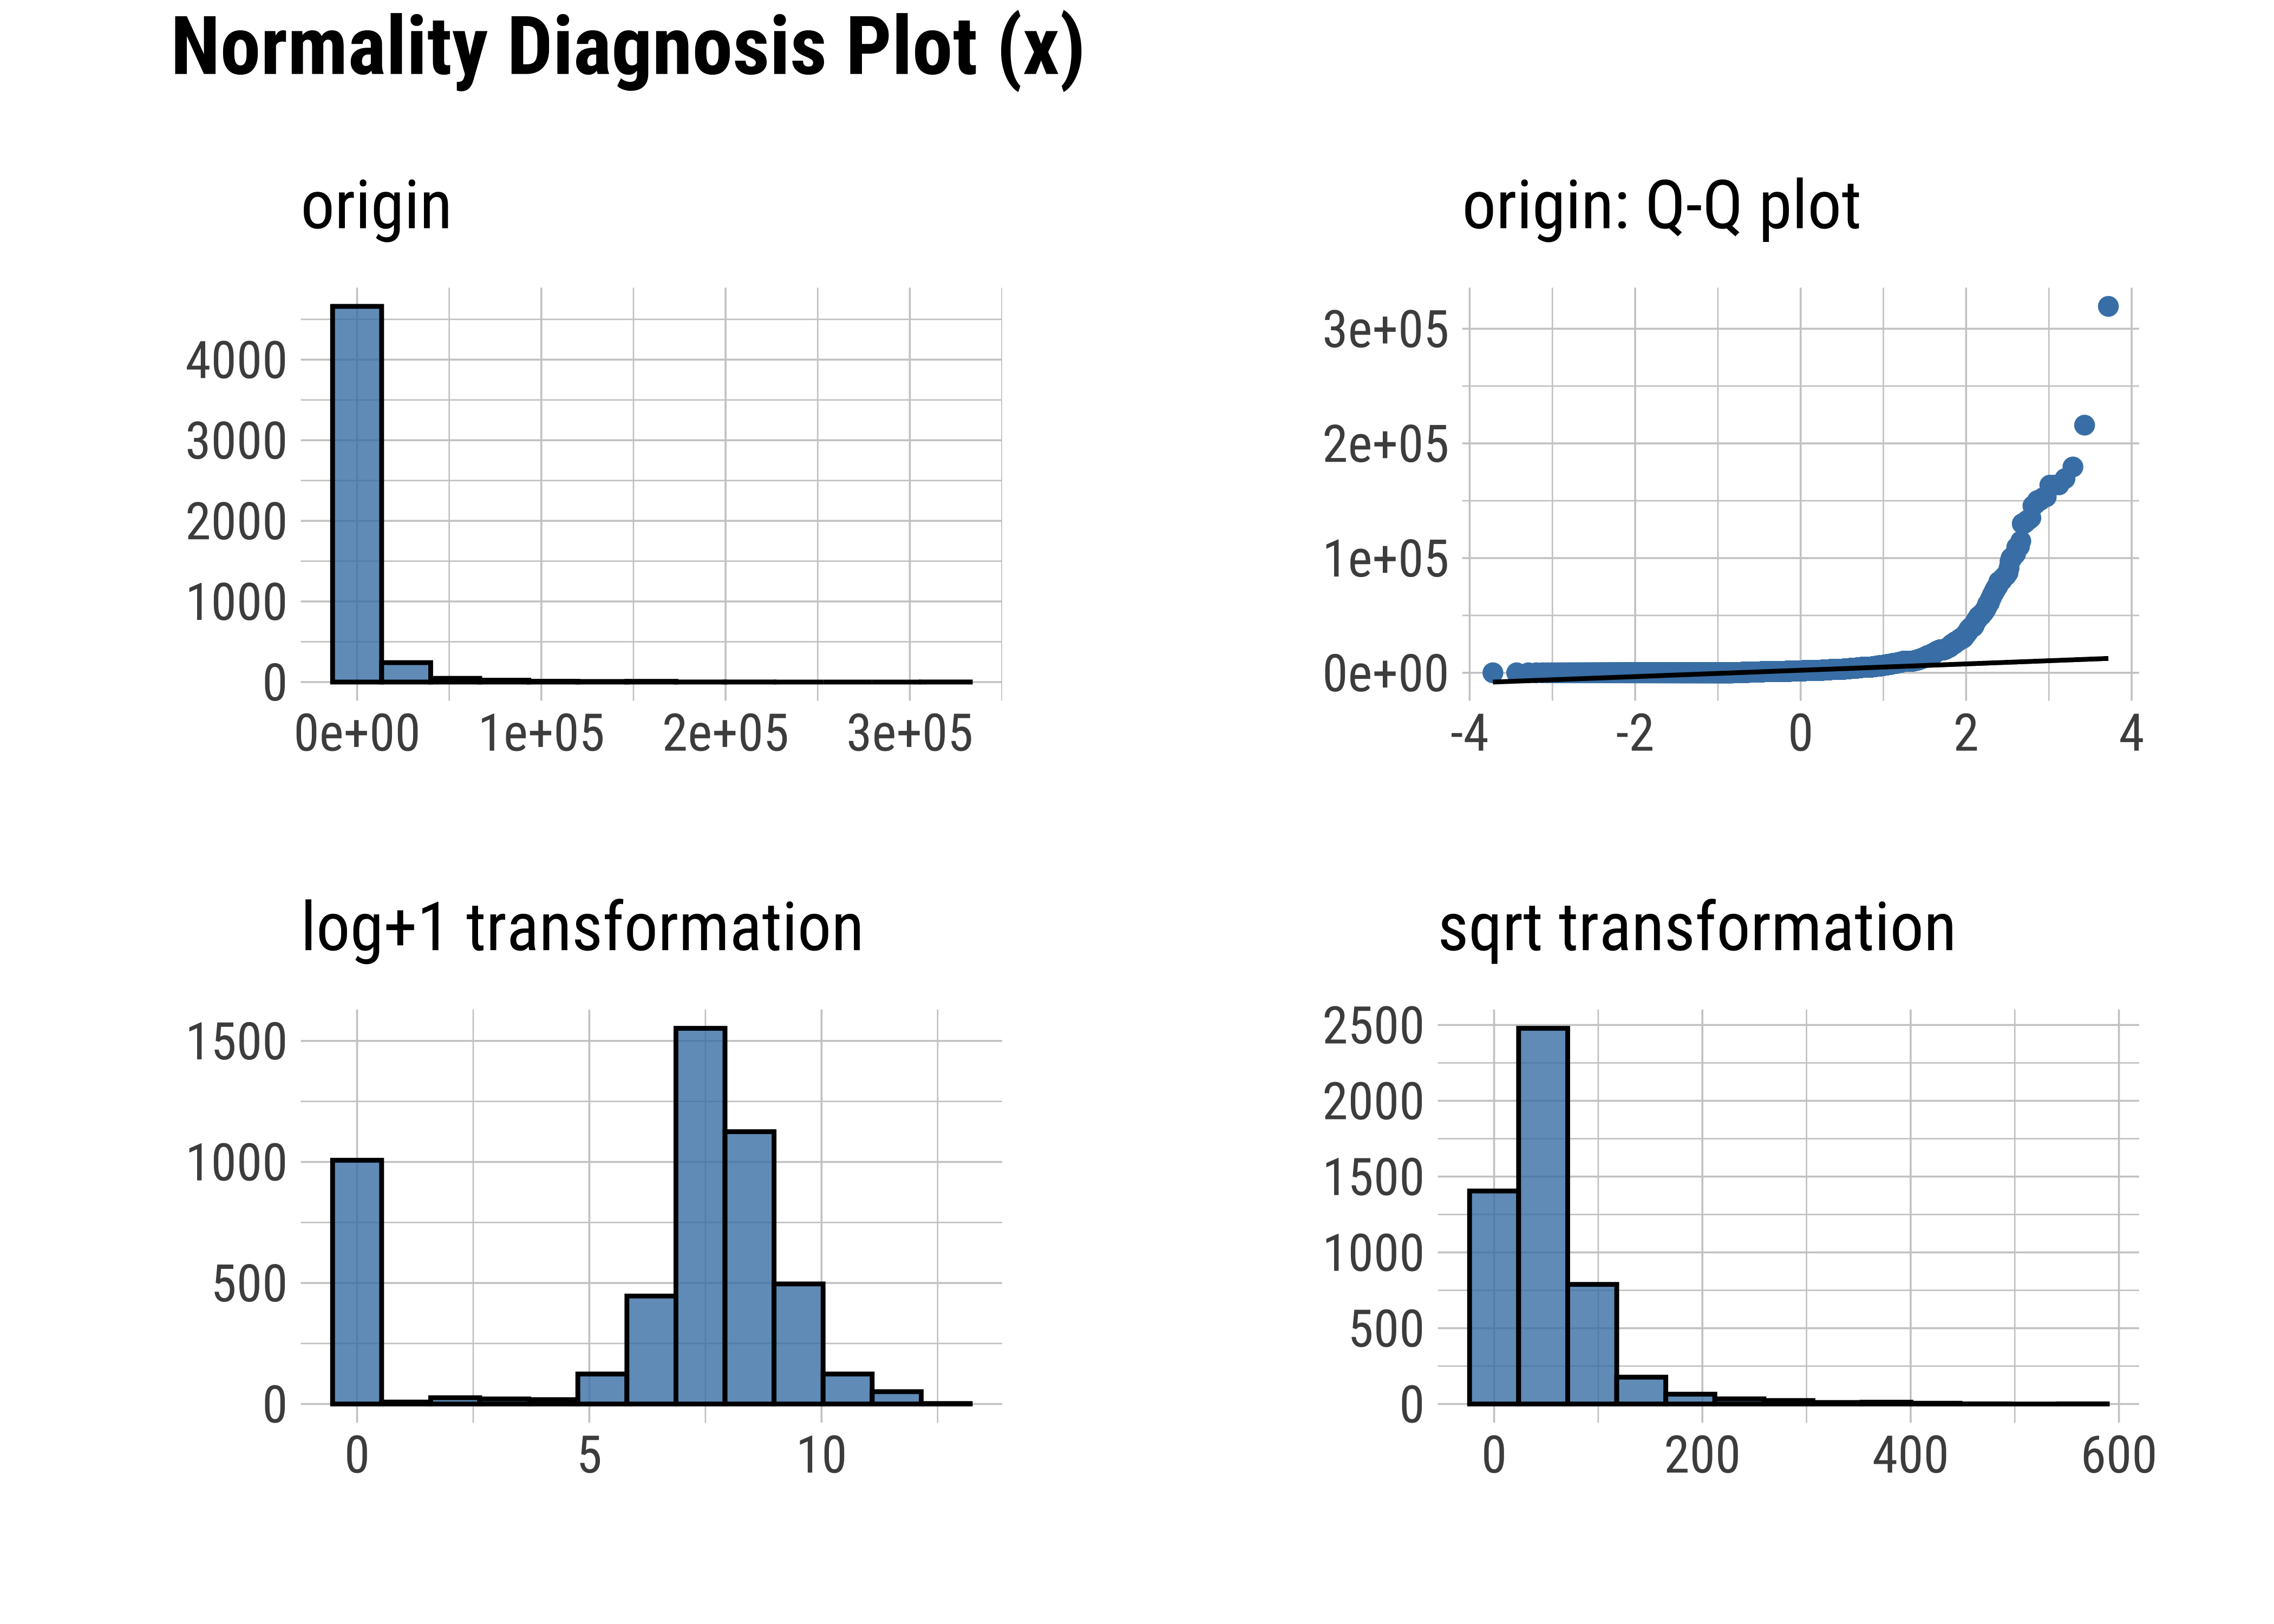 Normality Diagnosis Plot (x)
origin
4000
3000
2000
1000
0
0e+00 1e+05 2e+05 3e+05
origin: Q-Q plot
3e+05
2e+05
1e+05
0e+00
-4 -2 0 2 4
log+1 transformation
1500
1000
500
0
0 5 10
sqrt transformation
2500
2000
1500
1000
500
0
0 200 400 600